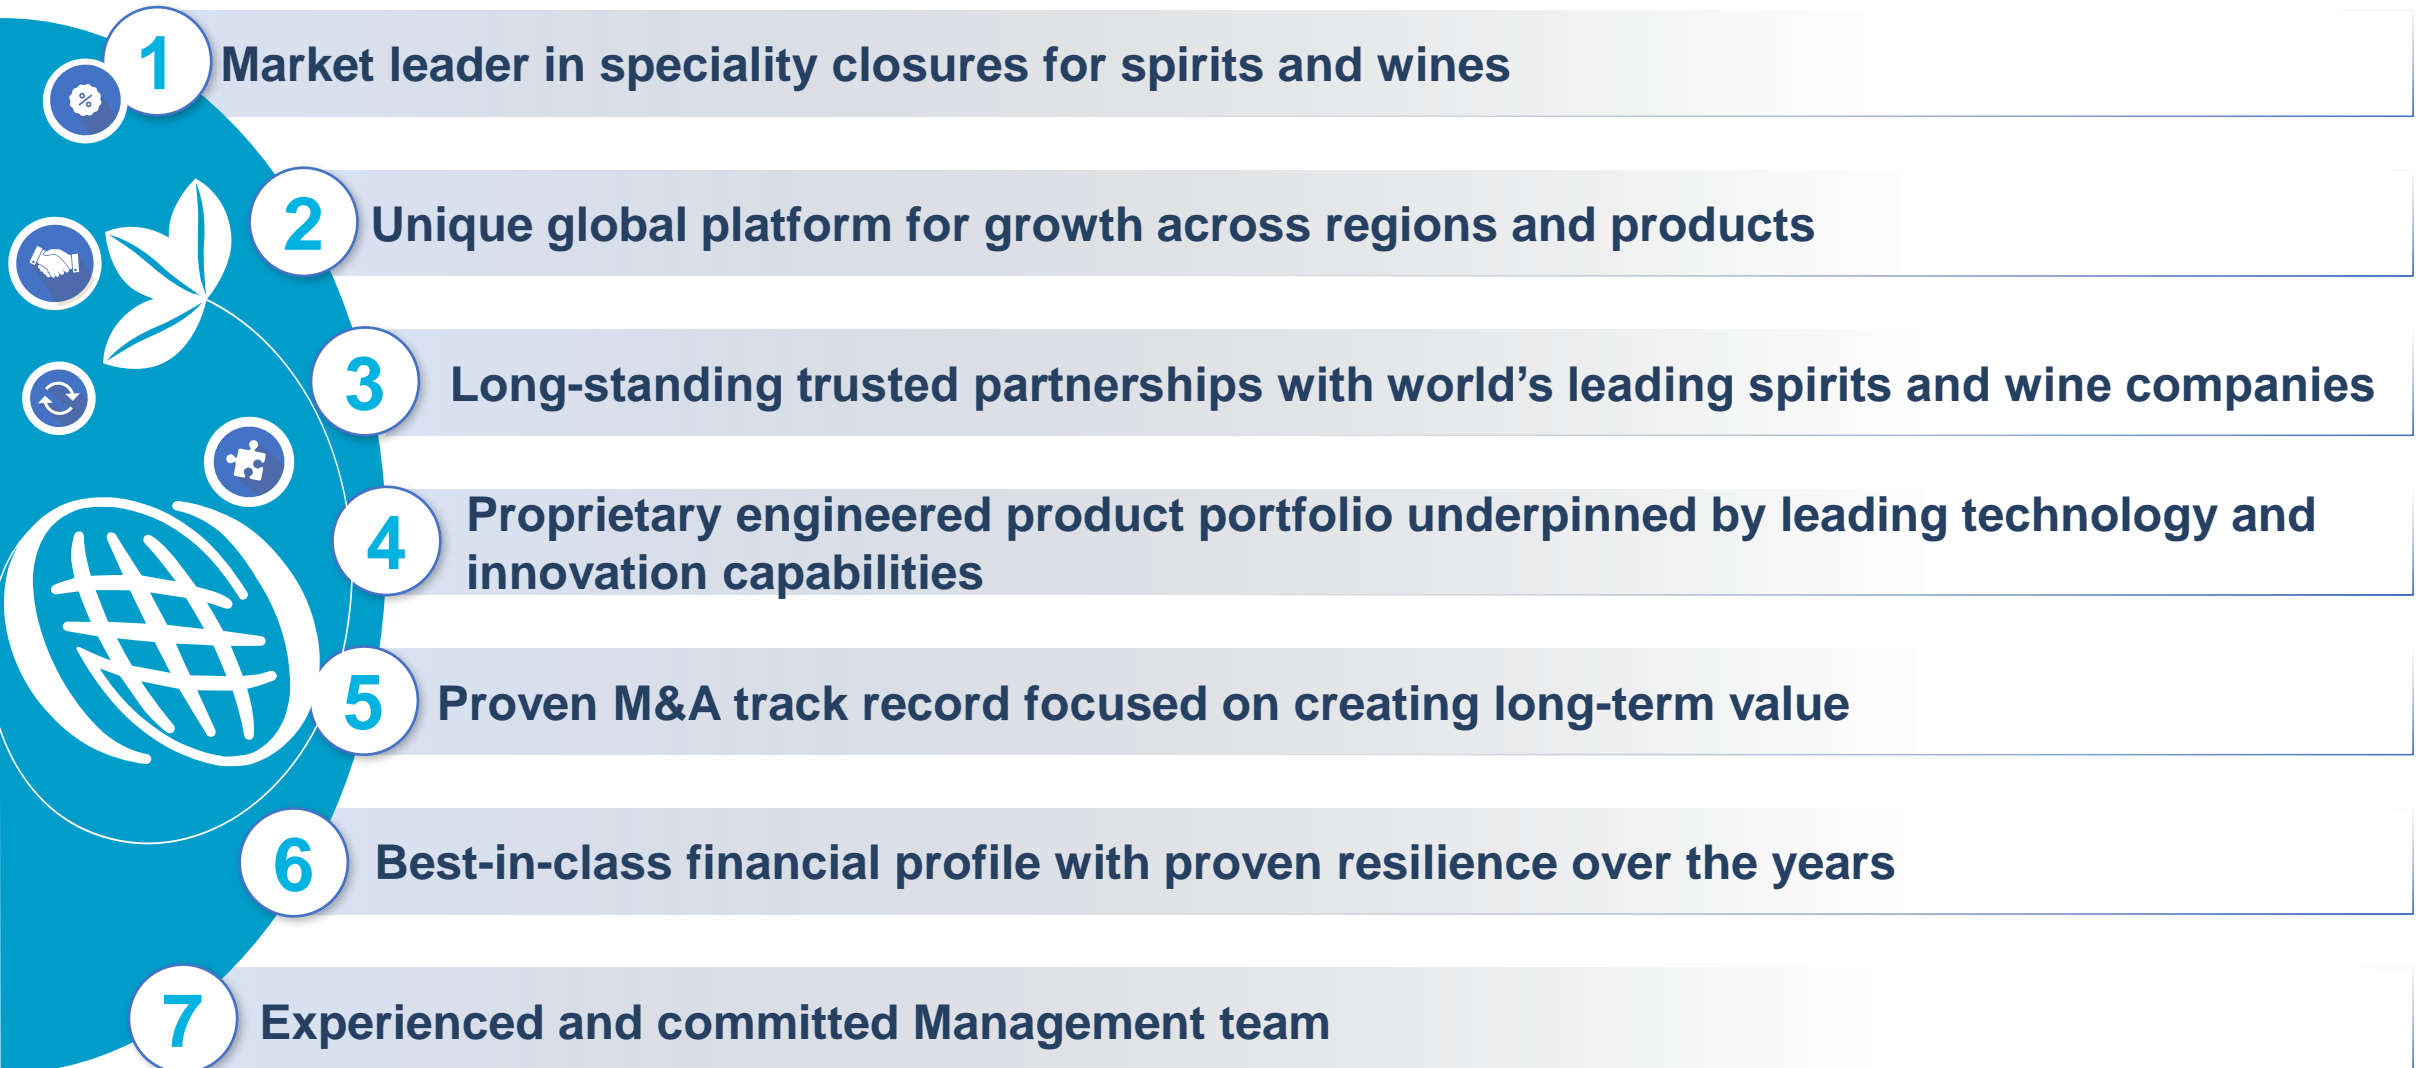 1 Market leader in speciality closures for spirits and wines
2 Unique global platform for growth across regions and products
3 Long-standing trusted partnerships with world’s leading spirits and wine companies
4 Proprietary engineered product portfolio underpinned by leading technology and
innovation capabilities
5 Proven M&A track record focused on creating long-term value
6 Best-in-class financial profile with proven resilience over the years
7 Experienced and committed Management team
%